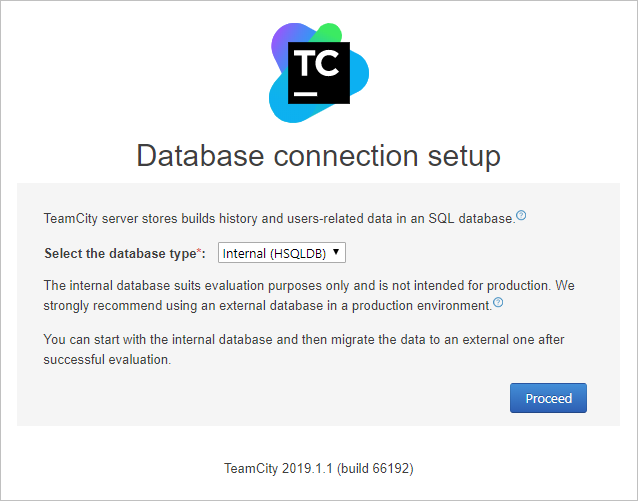 TC
Database connection setup
TeamCity server stores builds history and users-related data in an SQL database.?
Select the database type*: Internal (HSQLDB) ▼
The internal database suits evaluation purposes only and is not intended for production. We
strongly recommend using an external database in a production environment.?
You can start with the internal database and then migrate the data to an external one after
successful evaluation.
Proceed
TeamCity 2019.1.1 (build 66192)